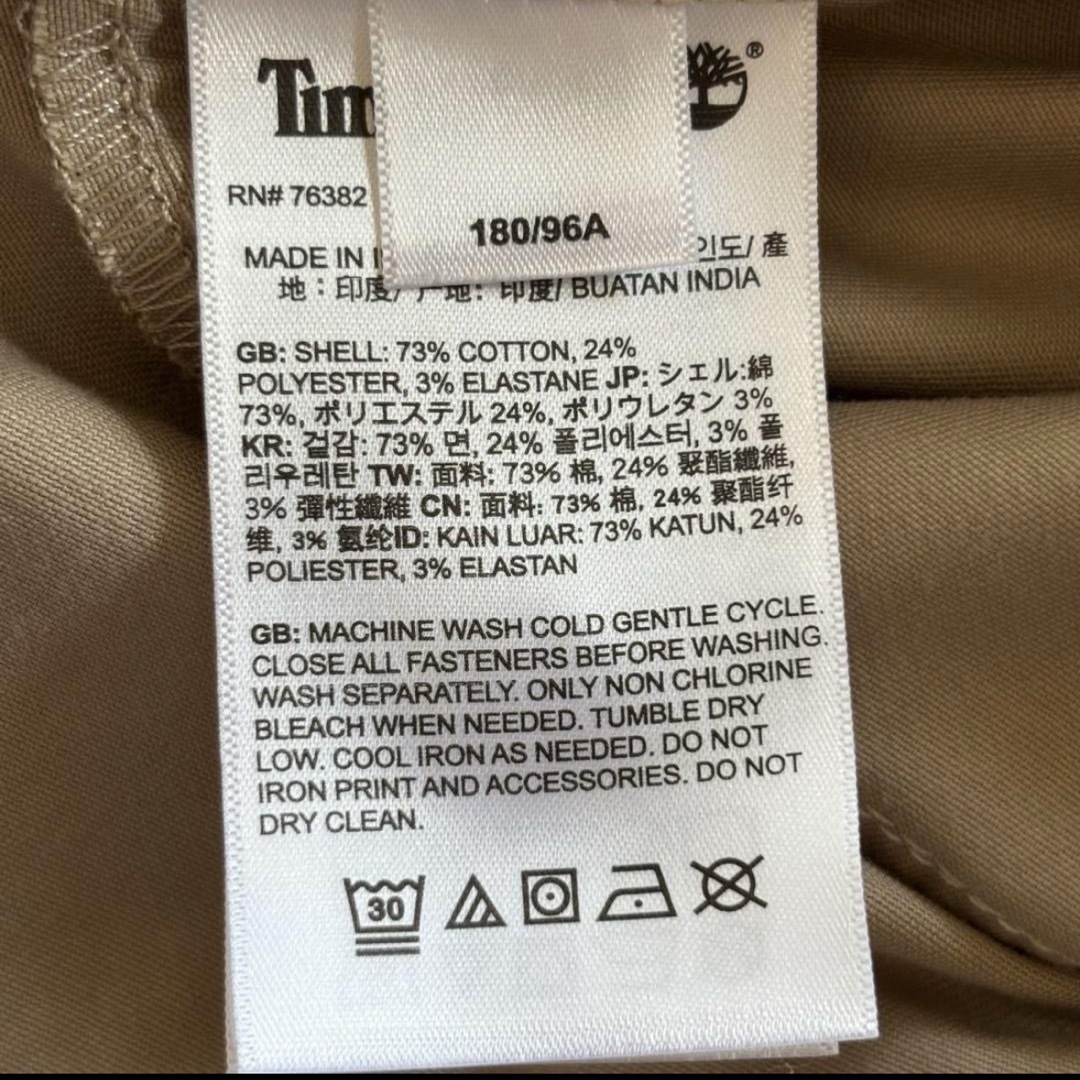 Tim ®
RN# 76382
180/96A
MADE IN I 인도/ 產
地：印度/ 产地: 印度/ BUATAN INDIA
GB: SHELL: 73% COTTON, 24%
POLYESTER, 3% ELASTANE JP: シェル:綿
73%, ポリエステル 24%, ポリウレタン 3%
KR: 겉감: 73% 면, 24% 폴리에스터, 3% 폴
리우레탄 TW: 面料: 73% 棉, 24% 聚酯纖維,
3% 彈性纖維 CN: 面料: 73% 棉, 24% 聚酯纤
维, 3% 氨纶ID: KAIN LUAR: 73% KATUN, 24%
POLIESTER, 3% ELASTAN
GB: MACHINE WASH COLD GENTLE CYCLE.
CLOSE ALL FASTENERS BEFORE WASHING.
WASH SEPARATELY. ONLY NON CHLORINE
BLEACH WHEN NEEDED. TUMBLE DRY
LOW. COOL IRON AS NEEDED. DO NOT
IRON PRINT AND ACCESSORIES. DO NOT
DRY CLEAN.
30